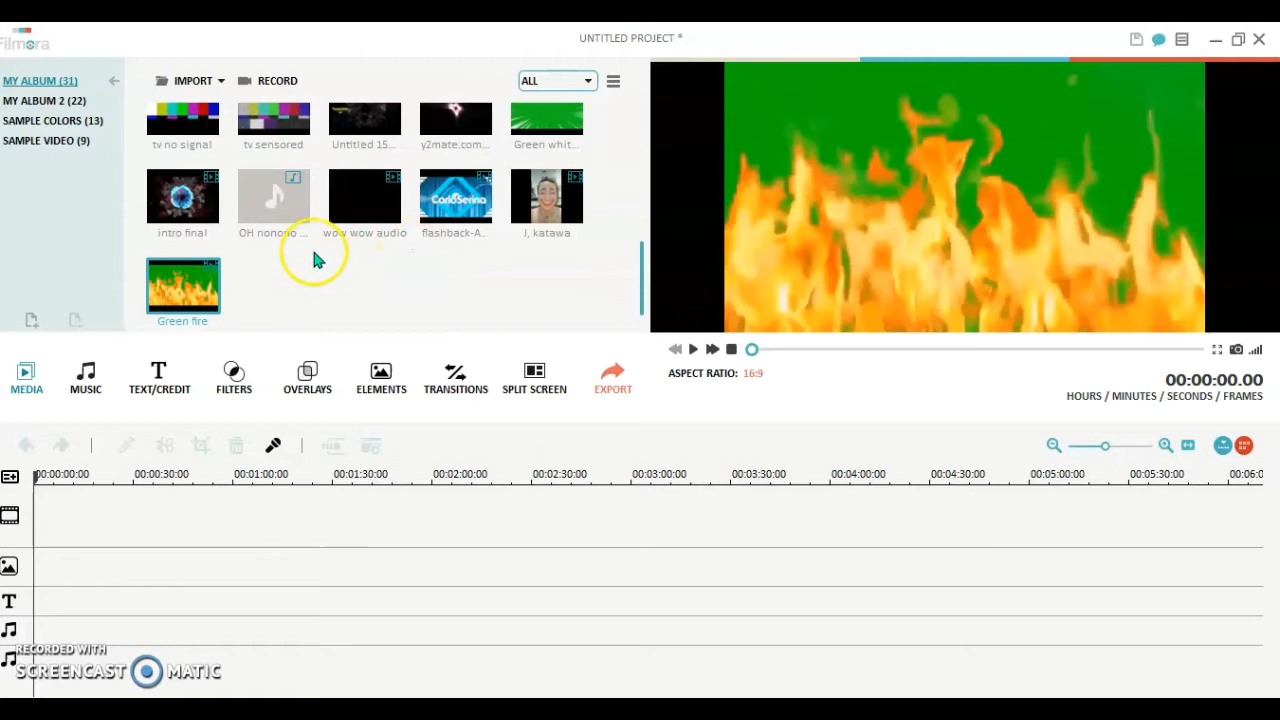 Filmora
UNTITLED PROJECT *
MY ALBUM (31)
MY ALBUM 2 (22)
SAMPLE COLORS (13)
SAMPLE VIDEO (9)
IMPORT
RECORD
ALL
tv no signal
tv sensored
Untitled 15...
y2mate.com...
Green whit...
intro final
OH nonono ...
wow wow audio
flashback-A...
J, katawa
CarloSerina
Green fire
MEDIA
MUSIC
TEXT/CREDIT
FILTERS
OVERLAYS
ELEMENTS
TRANSITIONS
SPLIT SCREEN
EXPORT
ASPECT RATIO: 16:9
00:00:00.00
HOURS / MINUTES / SECONDS / FRAMES
00:00:00:00
00:00:30:00
00:01:00:00
00:01:30:00
00:02:00:00
00:02:30:00
00:03:00:00
00:03:30:00
00:04:00:00
00:04:30:00
00:05:00:00
00:05:30:00
00:06:0
T
RECORDED WITH
SCREENCAST MATIC